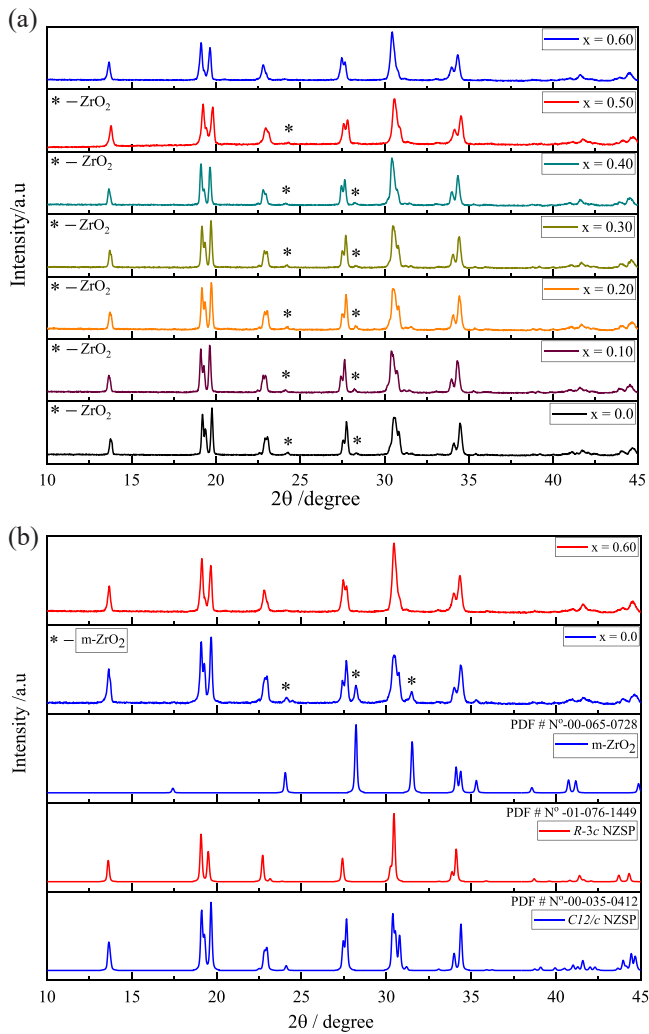 (a)
x = 0.60
* – ZrO₂
x = 0.50
*
* – ZrO₂
x = 0.40
* *
* – ZrO₂
x = 0.30
* *
* – ZrO₂
x = 0.20
* *
* – ZrO₂
x = 0.10
* *
* – ZrO₂
x = 0.0
* *
Intensity/a.u
10 15 20 25 30 35 40 45
2θ /degree
(b)
x = 0.60
* – m-ZrO₂
x = 0.0
* * *
PDF # Nº-00-065-0728
m-ZrO₂
PDF # Nº -01-076-1449
R-3c NZSP
PDF # Nº-00-035-0412
C12/c NZSP
Intensity /a.u
10 15 20 25 30 35 40 45
2θ / degree